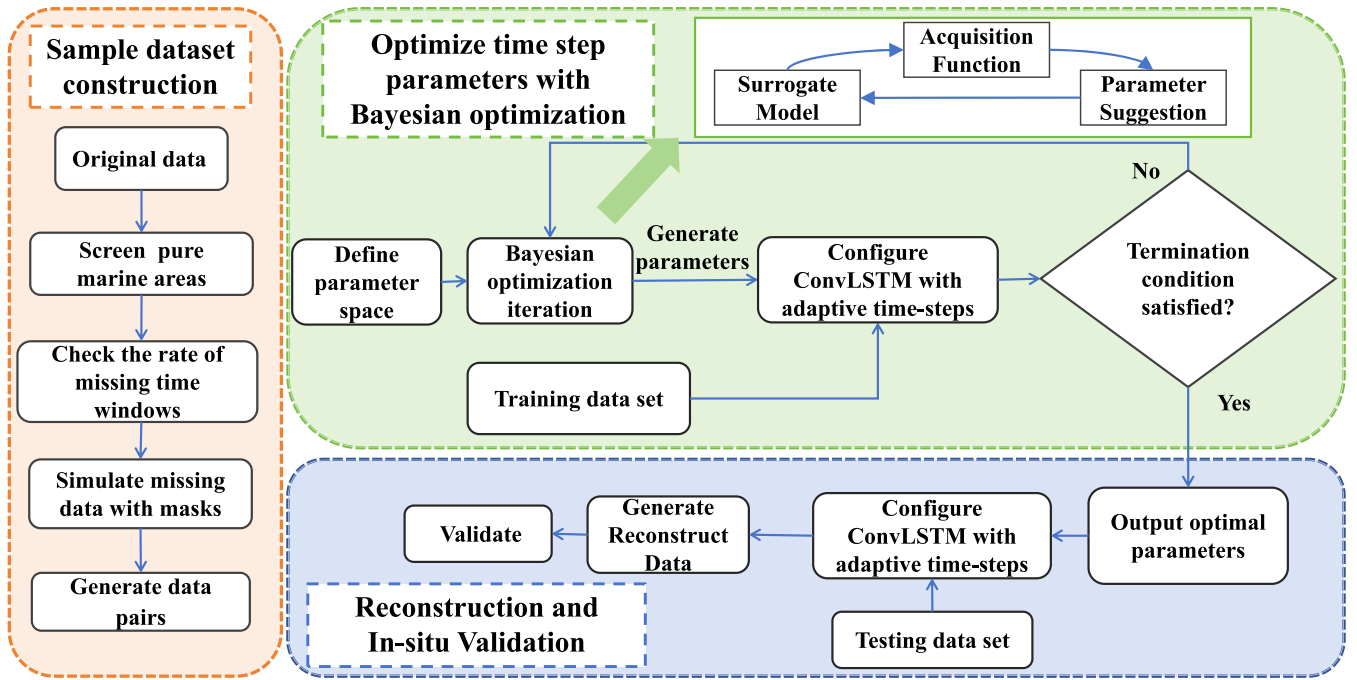 Sample dataset
construction
Original data
Screen pure
marine areas
Check the rate of
missing time
windows
Simulate missing
data with masks
Generate data
pairs
Optimize time step
parameters with
Bayesian optimization
Acquisition
Function
Surrogate
Model
Parameter
Suggestion
No
Define
parameter
space
Bayesian
optimization
iteration
Generate
parameters
Configure
ConvLSTM with
adaptive time-steps
Termination
condition
satisfied?
Training data set
Yes
Validate
Generate
Reconstruct
Data
Configure
ConvLSTM with
adaptive time-steps
Output optimal
parameters
Reconstruction and
In-situ Validation
Testing data set